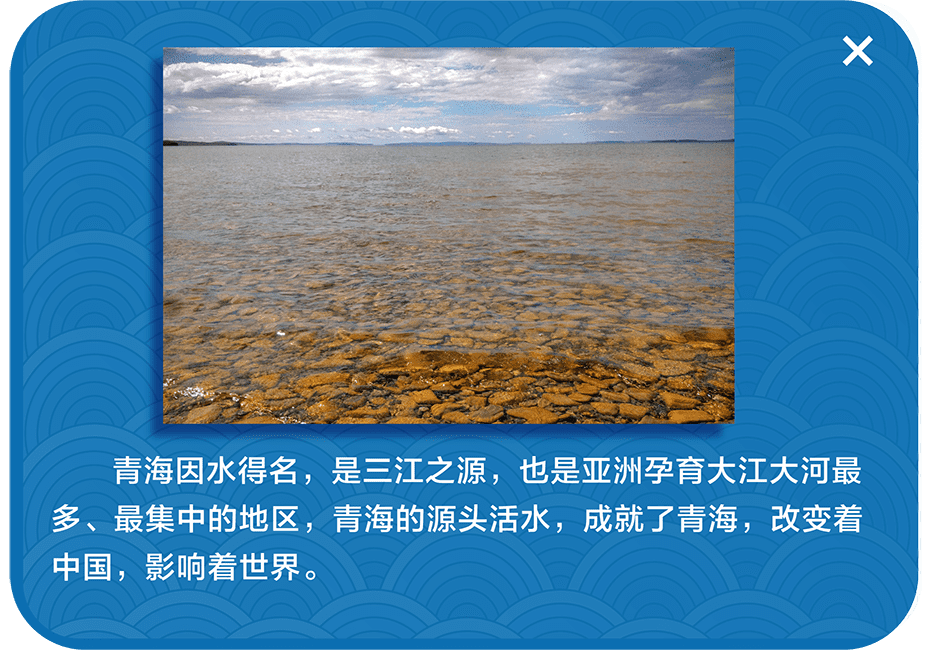 青海因水得名，是三江之源，也是亚洲孕育大江大河最
多、最集中的地区，青海的源头活水，成就了青海，改变着
中国，影响着世界。